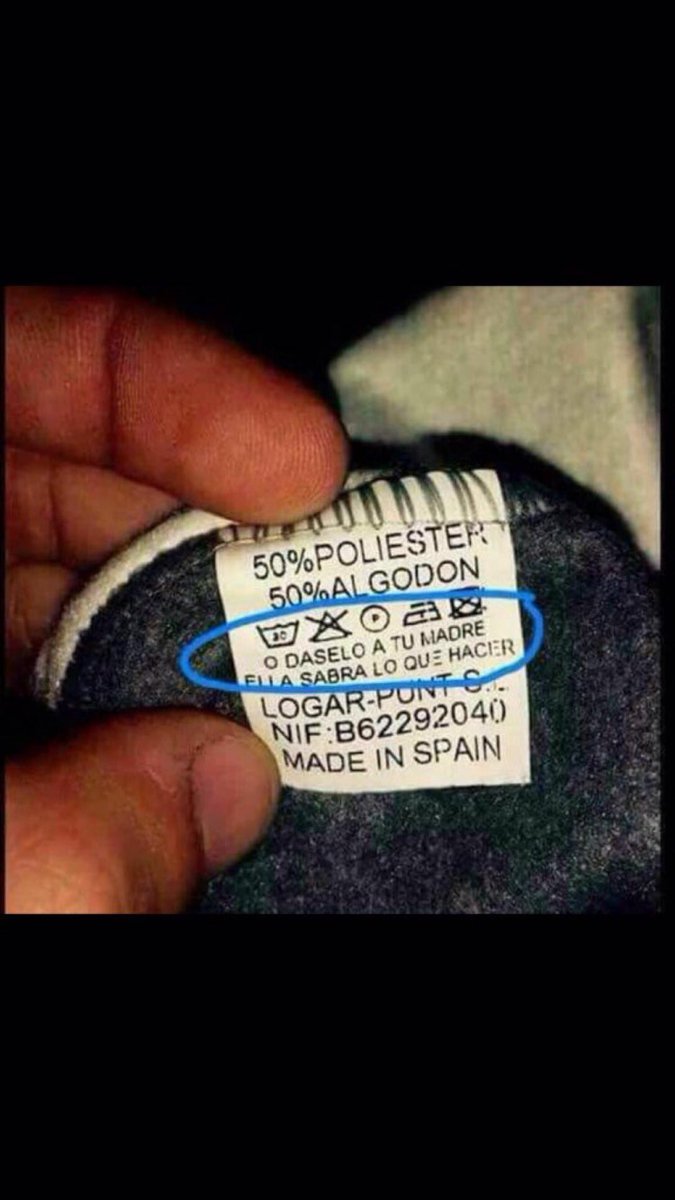 50%POLIESTER
50%ALGODON
30 P
O DASELO A TU MADRE
ELLA SABRA LO QUE HACER
LOGAR-PUNT S.L.
NIF:B62292040
MADE IN SPAIN